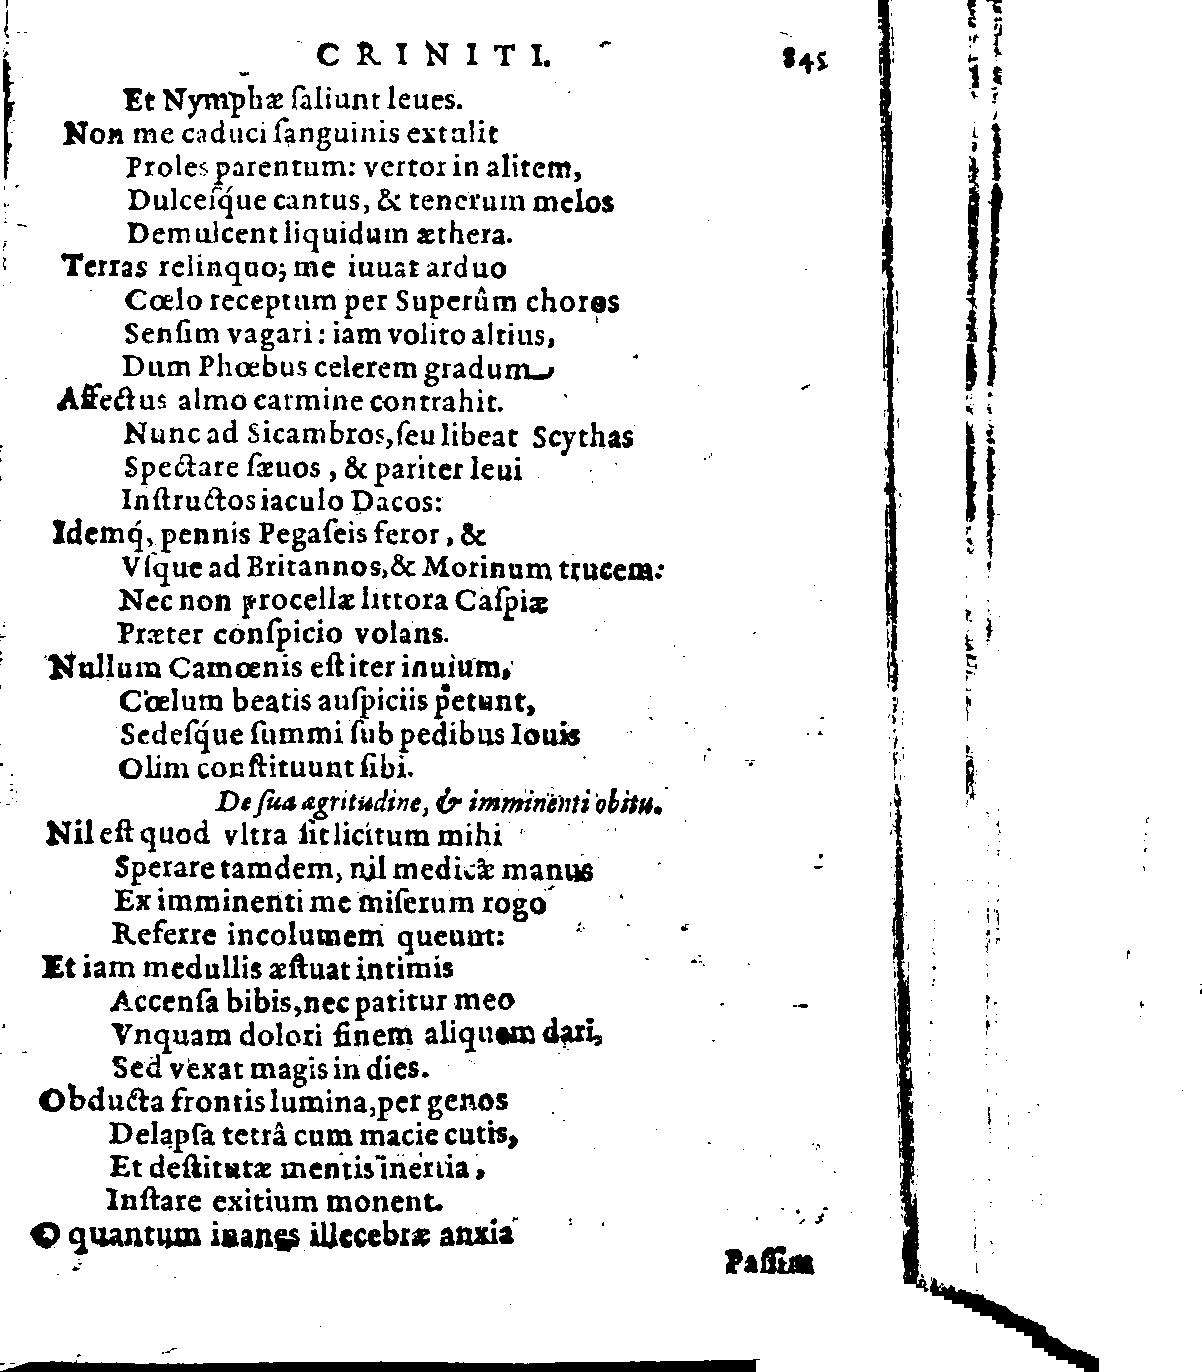 CRINITI. 845
Et Nymphæ ſaliunt leues.
Non me caduci ſanguinis extulit
Proles parentum: vertor in alitem,
Dulceſq́ue cantus, & tenerum melos
Demulcent liquidum æthera.
Terras relinquo; me iuuat arduo
Cœlo receptum per Superûm choros
Senſim vagari: iam volito altius,
Dum Phœbus celerem gradum
Affectus almo carmine contrahit.
Nunc ad Sicambros, ſeu libeat Scythas
Spectare ſæuos, & pariter leui
Inſtructos iaculo Dacos:
Idemq́, pennis Pegaſeis feror, &
Vſque ad Britannos, & Morinum trucem:
Nec non procellæ littora Caſpiæ
Præter conſpicio volans.
Nullum Camœnis eſt iter inuium,
Cœlum beatis auſpiciis petunt,
Sedeſq́ue ſummi ſub pedibus Iouis
Olim conſtituunt ſibi.
De ſua ægritudine, & imminenti obitu.
Nil eſt quod vltra ſit licitum mihi
Sperare tamdem, nil medicæ manus
Ex imminenti me miſerum rogo
Referre incolumem queunt:
Et iam medullis æſtuat intimis
Accenſa bibis, nec patitur meo
Vnquam dolori finem aliquem dari,
Sed vexat magis in dies.
Obducta frontis lumina, per genos
Delapſa tetrâ cum macie cutis,
Et deſtitutæ mentis inertia,
Inſtare exitium monent.
O quantum inanes illecebræ anxia
Paſſim